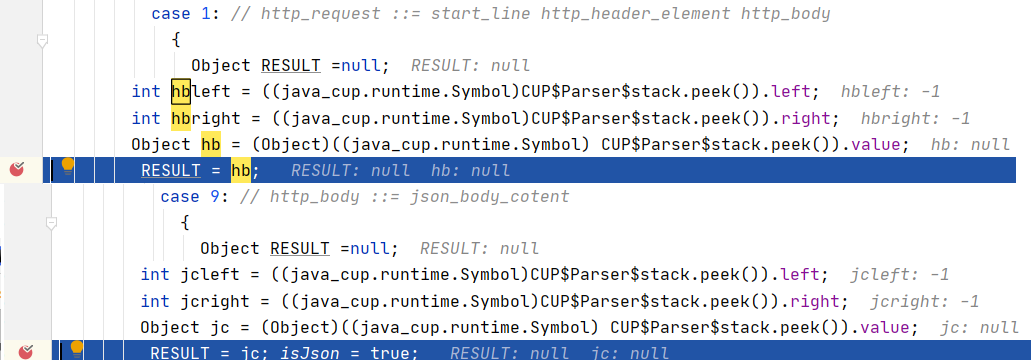 case 1: // http_request ::= start_line http_header_element http_body
{
Object RESULT =null;  RESULT: null
int hbleft = ((java_cup.runtime.Symbol)CUP$Parser$stack.peek()).left;  hbleft: -1
int hbright = ((java_cup.runtime.Symbol)CUP$Parser$stack.peek()).right;  hbright: -1
Object hb = (Object)((java_cup.runtime.Symbol) CUP$Parser$stack.peek()).value;  hb: null
RESULT = hb;  RESULT: null  hb: null
case 9: // http_body ::= json_body_cotent
{
Object RESULT =null;  RESULT: null
int jcleft = ((java_cup.runtime.Symbol)CUP$Parser$stack.peek()).left;  jcleft: -1
int jcright = ((java_cup.runtime.Symbol)CUP$Parser$stack.peek()).right;  jcright: -1
Object jc = (Object)((java_cup.runtime.Symbol) CUP$Parser$stack.peek()).value;  jc: null
RESULT = jc; isJson = true;  RESULT: null  jc: null